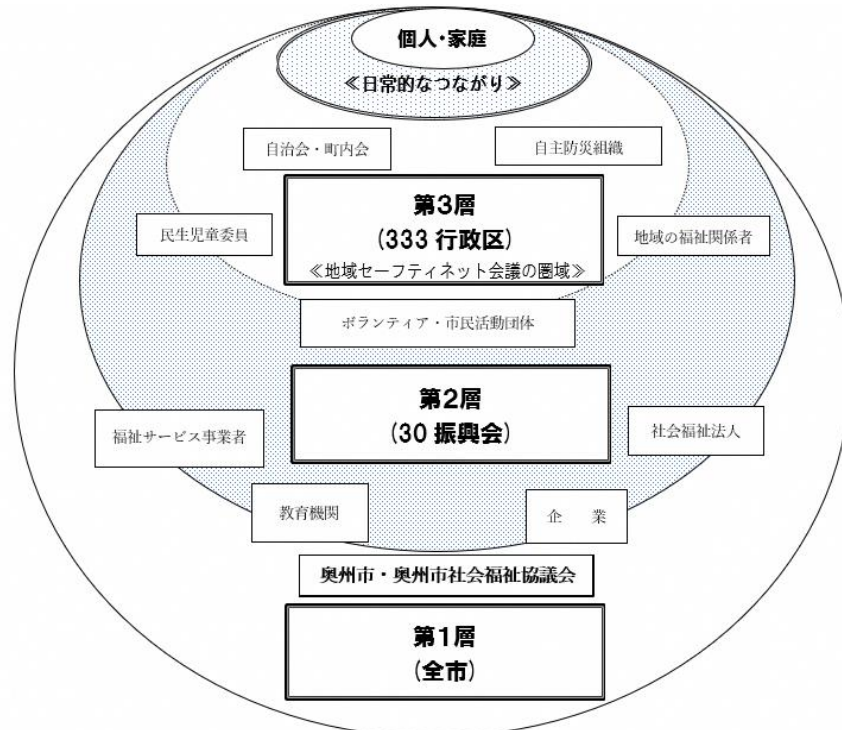 個人・家庭
≪日常的なつながり≫
自治会・町内会
自主防災組織
第3層
(333 行政区)
≪地域セーフティネット会議の圏域≫
民生児童委員
地域の福祉関係者
ボランティア・市民活動団体
第2層
(30 振興会)
福祉サービス事業者
社会福祉法人
教育機関
企　業
奥州市・奥州市社会福祉協議会
第1層
(全市)